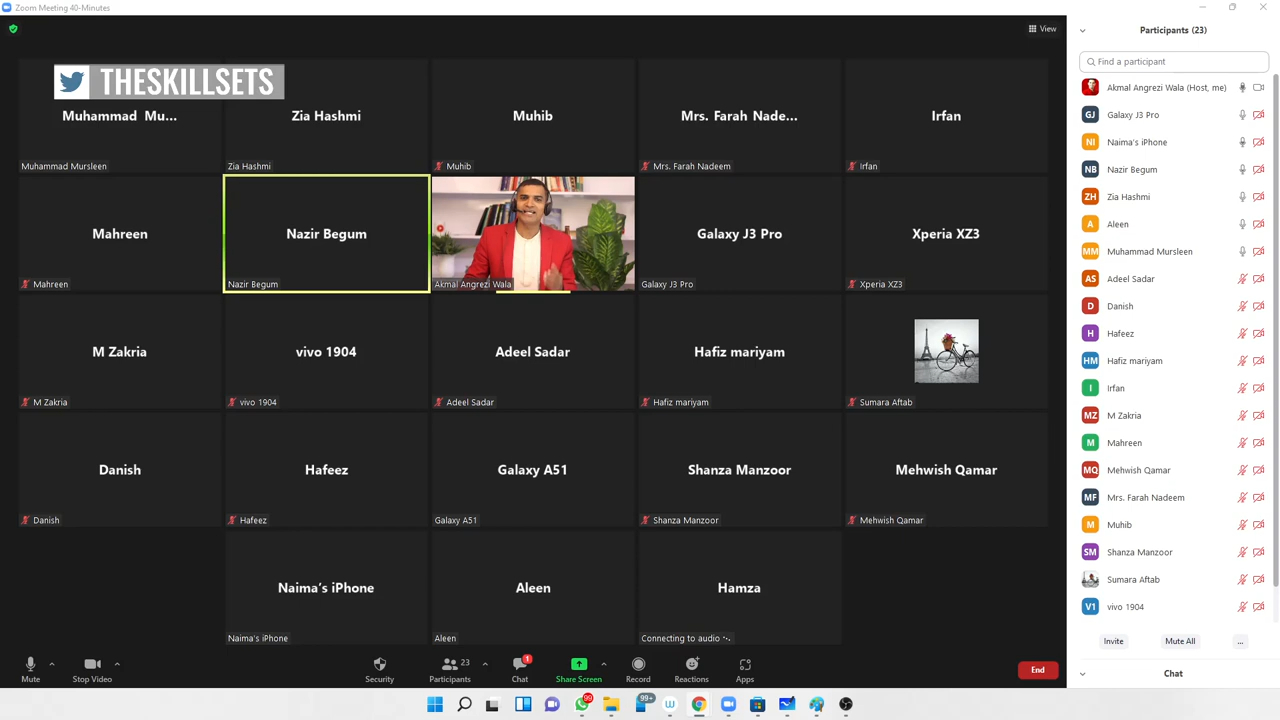 Zoom Meeting 40-Minutes
View
THESKILLSETS
Muhammad Mu...
Muhammad Mursleen
Zia Hashmi
Zia Hashmi
Muhib
Muhib
Mrs. Farah Nade...
Mrs. Farah Nadeem
Irfan
Irfan
Mahreen
Mahreen
Nazir Begum
Nazir Begum
Akmal Angrezi Wala
Galaxy J3 Pro
Galaxy J3 Pro
Xperia XZ3
Xperia XZ3
M Zakria
M Zakria
vivo 1904
vivo 1904
Adeel Sadar
Adeel Sadar
Hafiz mariyam
Hafiz mariyam
Sumara Aftab
Danish
Danish
Hafeez
Hafeez
Galaxy A51
Galaxy A51
Shanza Manzoor
Shanza Manzoor
Mehwish Qamar
Mehwish Qamar
Naima's iPhone
Naima's iPhone
Aleen
Aleen
Hamza
Connecting to audio
Mute
Stop Video
Security
23
Participants
1
Chat
Share Screen
Record
Reactions
Apps
End
Participants (23)
Find a participant
Akmal Angrezi Wala (Host, me)
GJ Galaxy J3 Pro
NI Naima's iPhone
NB Nazir Begum
ZH Zia Hashmi
A Aleen
MM Muhammad Mursleen
AS Adeel Sadar
D Danish
H Hafeez
HM Hafiz mariyam
I Irfan
MZ M Zakria
M Mahreen
MQ Mehwish Qamar
MF Mrs. Farah Nadeem
M Muhib
SM Shanza Manzoor
Sumara Aftab
V1 vivo 1904
Invite
Mute All
...
Chat
99
99+